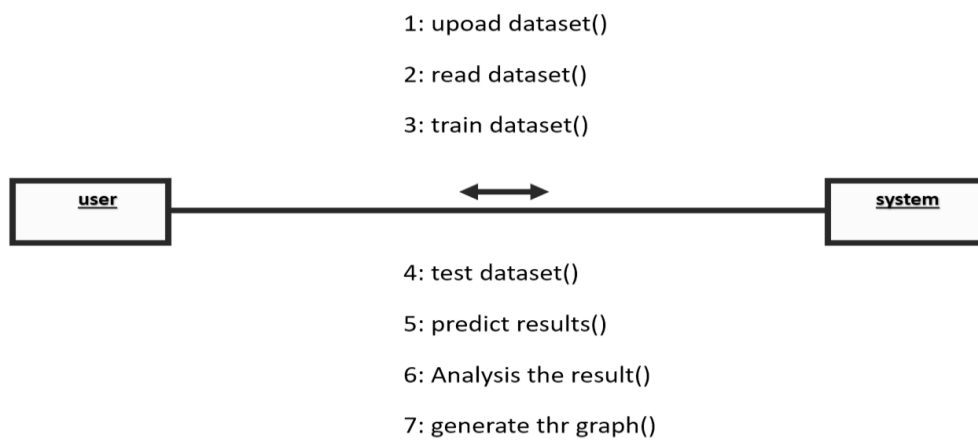 1: upoad dataset()
2: read dataset()
3: train dataset()
user
system
4: test dataset()
5: predict results()
6: Analysis the result()
7: generate thr graph()